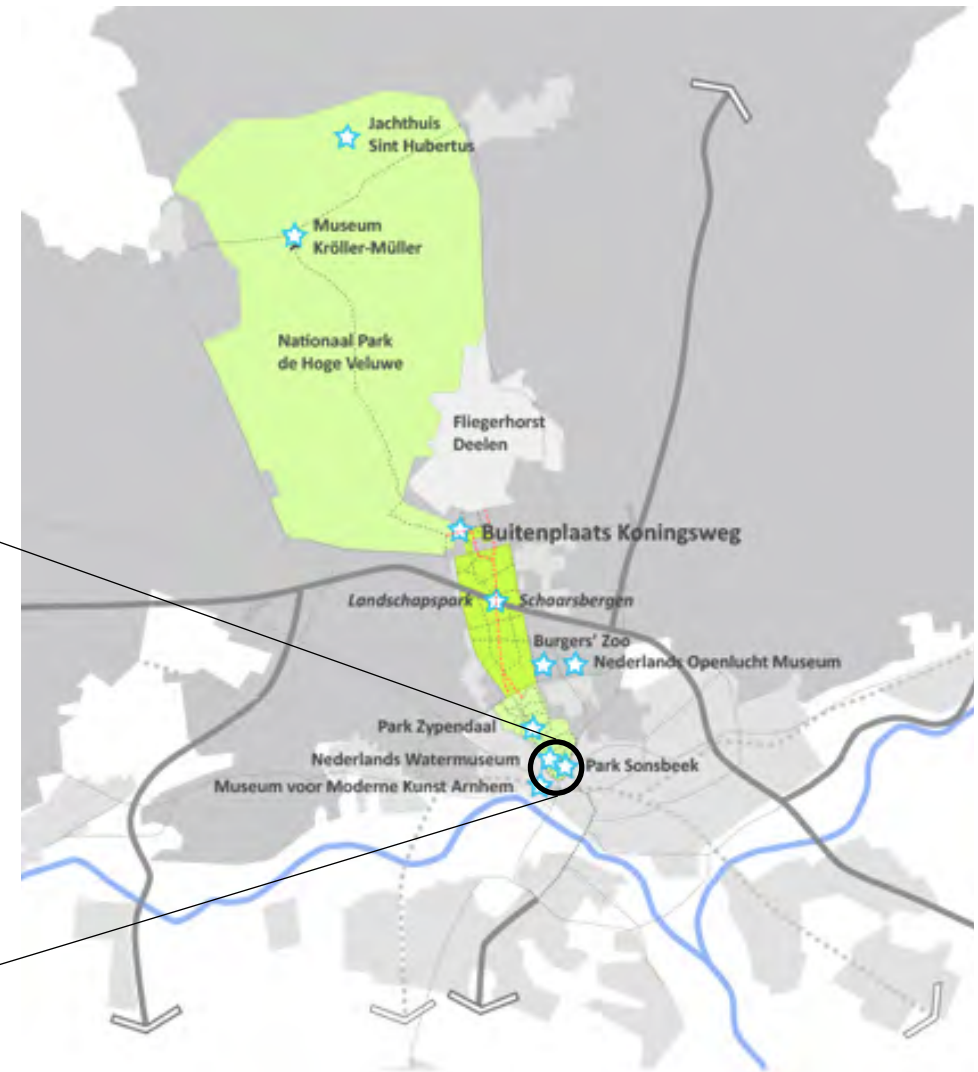 Jachthuis
Sint Hubertus
Museum
Kröller-Müller
Nationaal Park
de Hoge Veluwe
Fliegerhorst
Deelen
Buitenplaats Koningsweg
Landschapspark Schaarsbergen
Burgers' Zoo
Nederlands Openlucht Museum
Park Zypendaal
Nederlands Watermuseum
Park Sonsbeek
Museum voor Moderne Kunst Arnhem